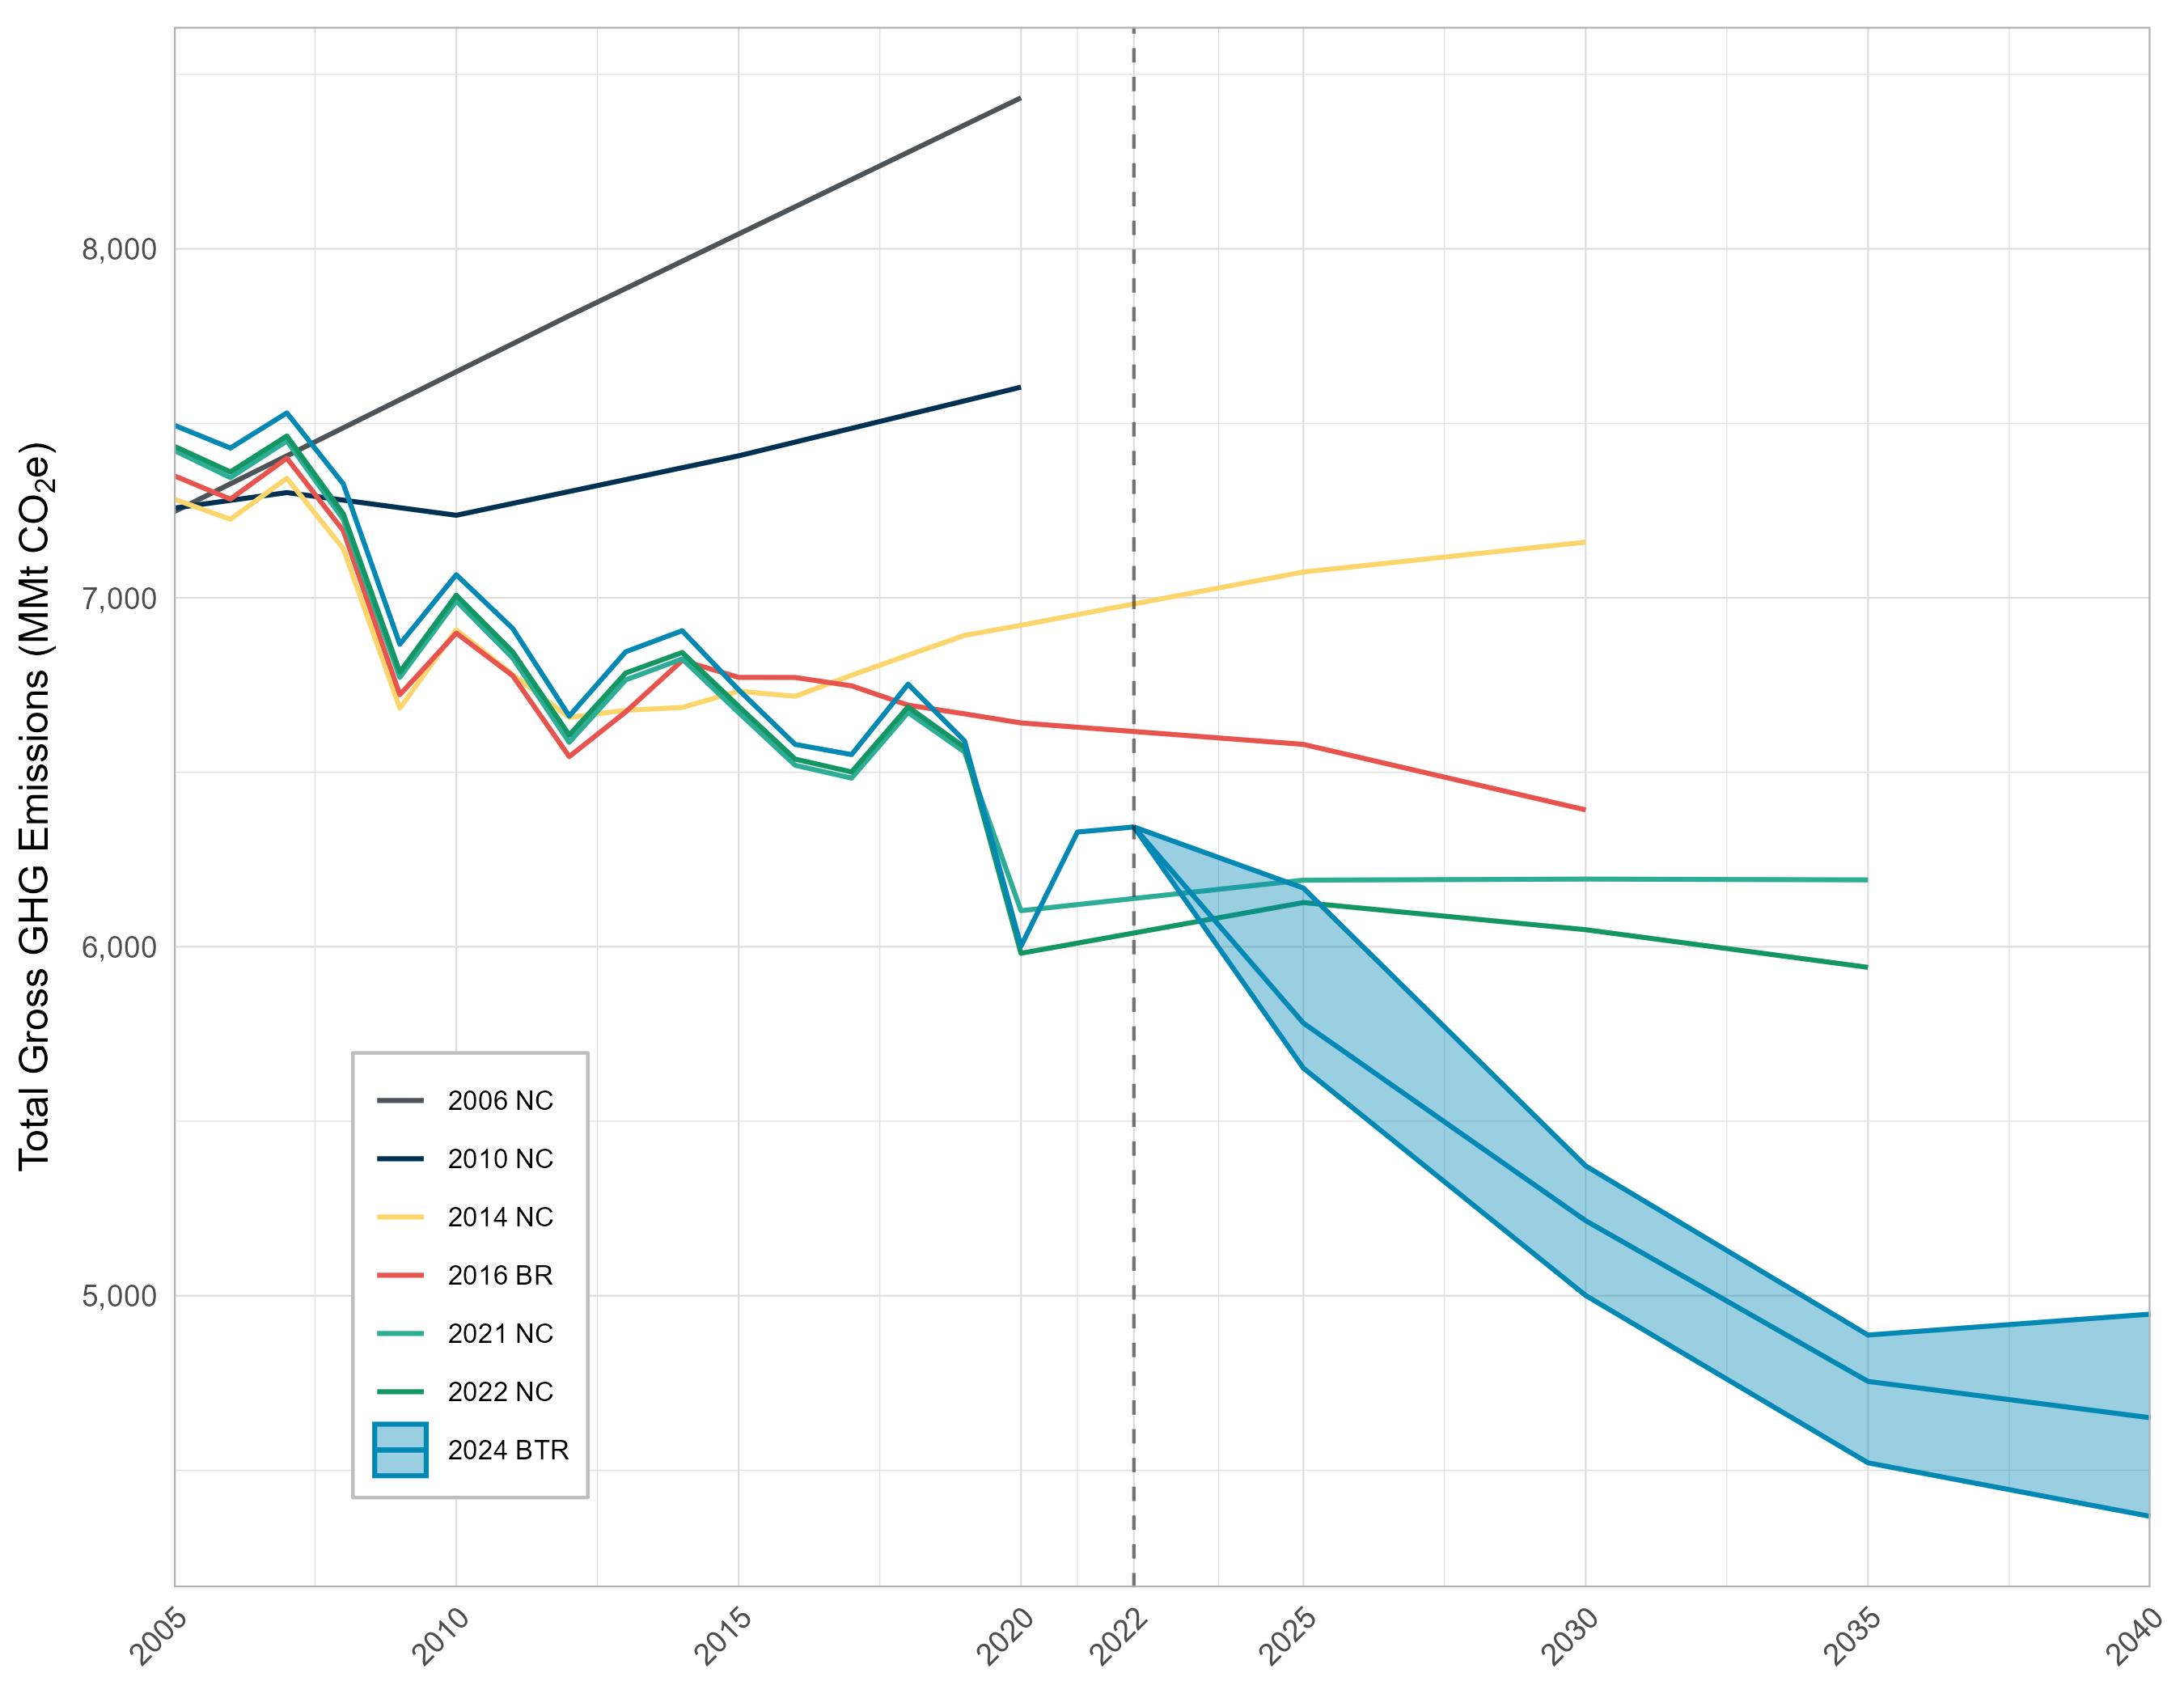 Total Gross GHG Emissions (MMt CO₂e)
8,000
7,000
6,000
5,000
2006 NC
2010 NC
2014 NC
2016 BR
2021 NC
2022 NC
2024 BTR
2005
2010
2015
2020
2022
2025
2030
2035
2040